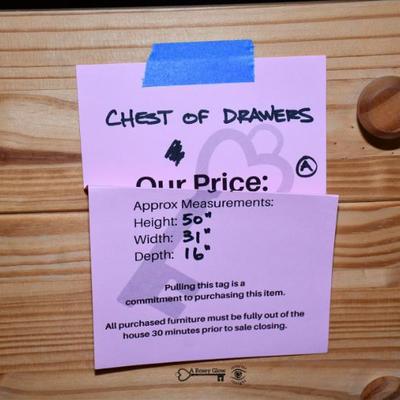 CHEST OF DRAWERS
A
Our Price:
Approx Measurements:
Height: 50"
Width: 31"
Depth: 16"
Pulling this tag is a
commitment to purchasing this item.
All purchased furniture must be fully out of the
house 30 minutes prior to sale closing.
A Rosey Glow